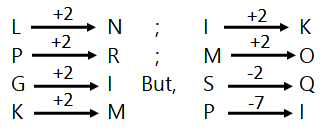 L +2 N ; I +2 K
P +2 R ; M +2 O
G +2 I But, S -2 Q
K +2 M P -7 I